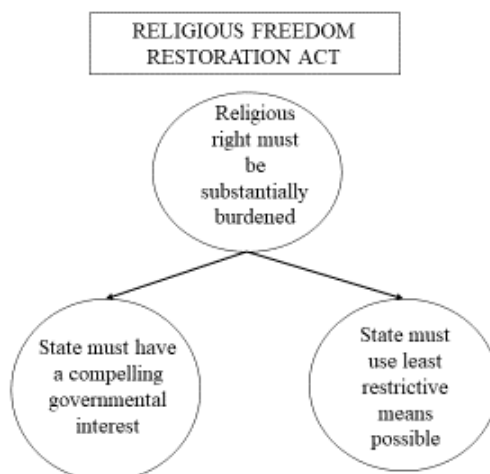 RELIGIOUS FREEDOM
RESTORATION ACT
Religious
right must
be
substantially
burdened
State must have
a compelling
governmental
interest
State must
use least
restrictive
means
possible